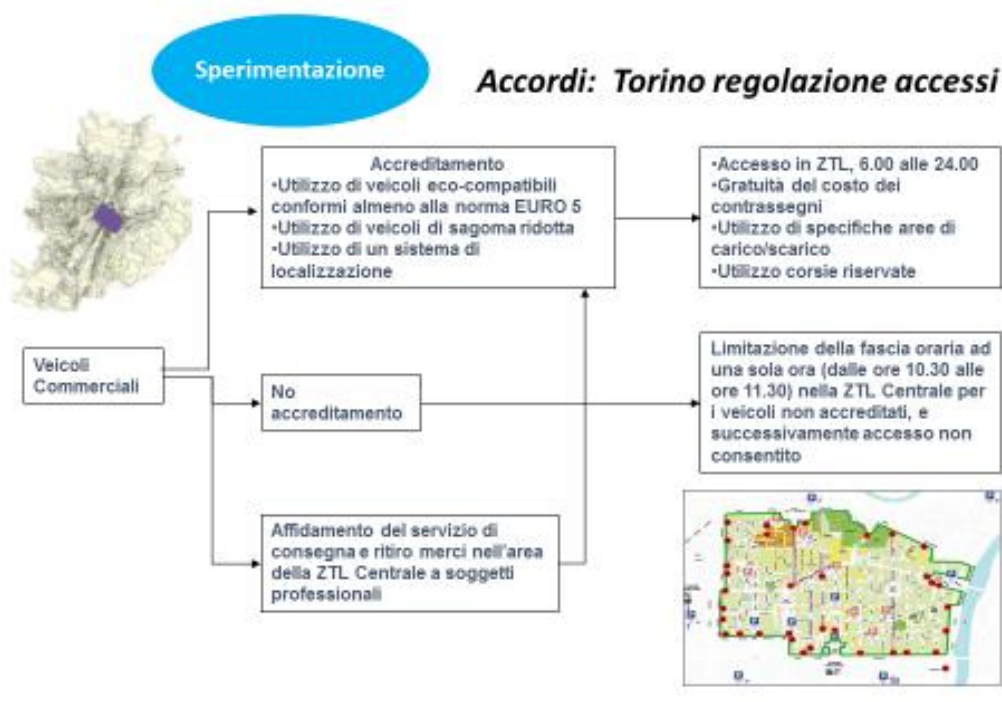 Sperimentazione
Accordi: Torino regolazione accessi
Accreditamento
•Utilizzo di veicoli eco-compatibili
conformi almeno alla norma EURO 5
•Utilizzo di veicoli di sagoma ridotta
•Utilizzo di un sistema di
localizzazione
•Accesso in ZTL, 6.00 alle 24.00
•Gratuità del costo dei
contrassegni
•Utilizzo di specifiche aree di
carico/scarico
•Utilizzo corsie riservate
Veicoli
Commerciali
No
accreditamento
Limitazione della fascia oraria ad
una sola ora (dalle ore 10.30 alle
ore 11.30) nella ZTL Centrale per
i veicoli non accreditati, e
successivamente accesso non
consentito
Affidamento del servizio di
consegna e ritiro merci nell'area
della ZTL Centrale a soggetti
professionali